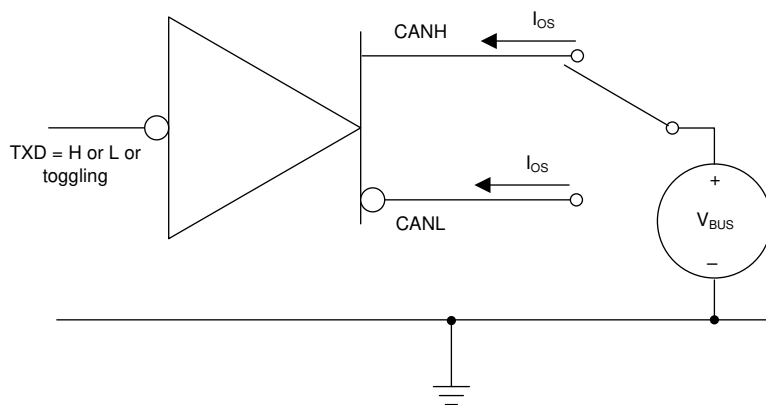 CANH
I_OS
TXD = H or L or
toggling
I_OS
CANL
+
V_BUS
–